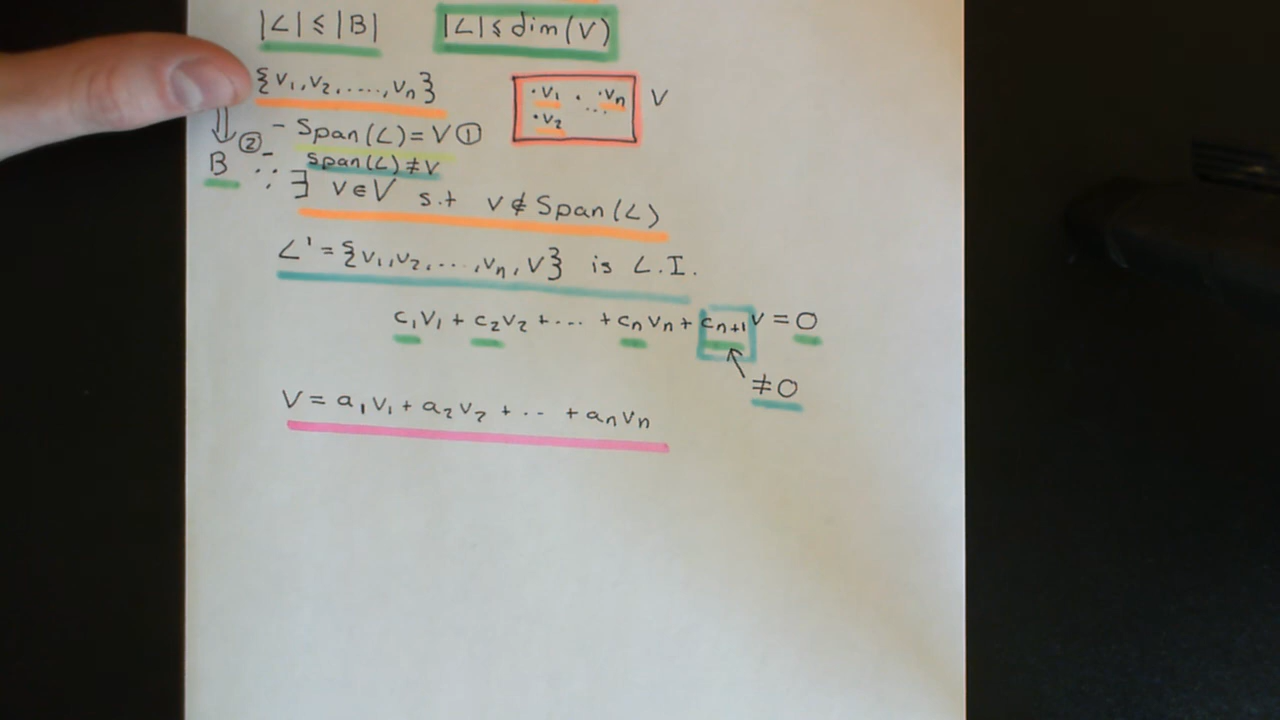 |L| ≤ |B| |L| ≤ dim(V)
{v₁,v₂,....,vₙ} ·v₁ · ·vₙ V
·v₂ ...
⇓ ② - Span(L) = V ①
B - span(L) ≠ V
∵ ∃ v∈V s.t v∉Span(L)
L' = {v₁,v₂,...,vₙ,v} is L.I.
c₁v₁ + c₂v₂ +... + cₙvₙ + cₙ₊₁v = 0
≠0
V = a₁v₁ + a₂v₂ + ... + aₙvₙ